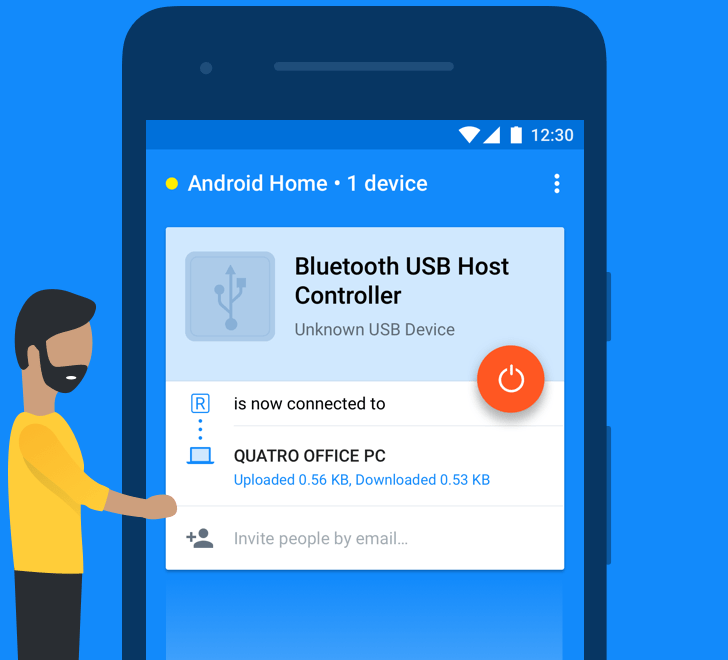 12:30
Android Home • 1 device
Bluetooth USB Host
Controller
Unknown USB Device
R
is now connected to
QUATRO OFFICE PC
Uploaded 0.56 KB, Downloaded 0.53 KB
Invite people by email...